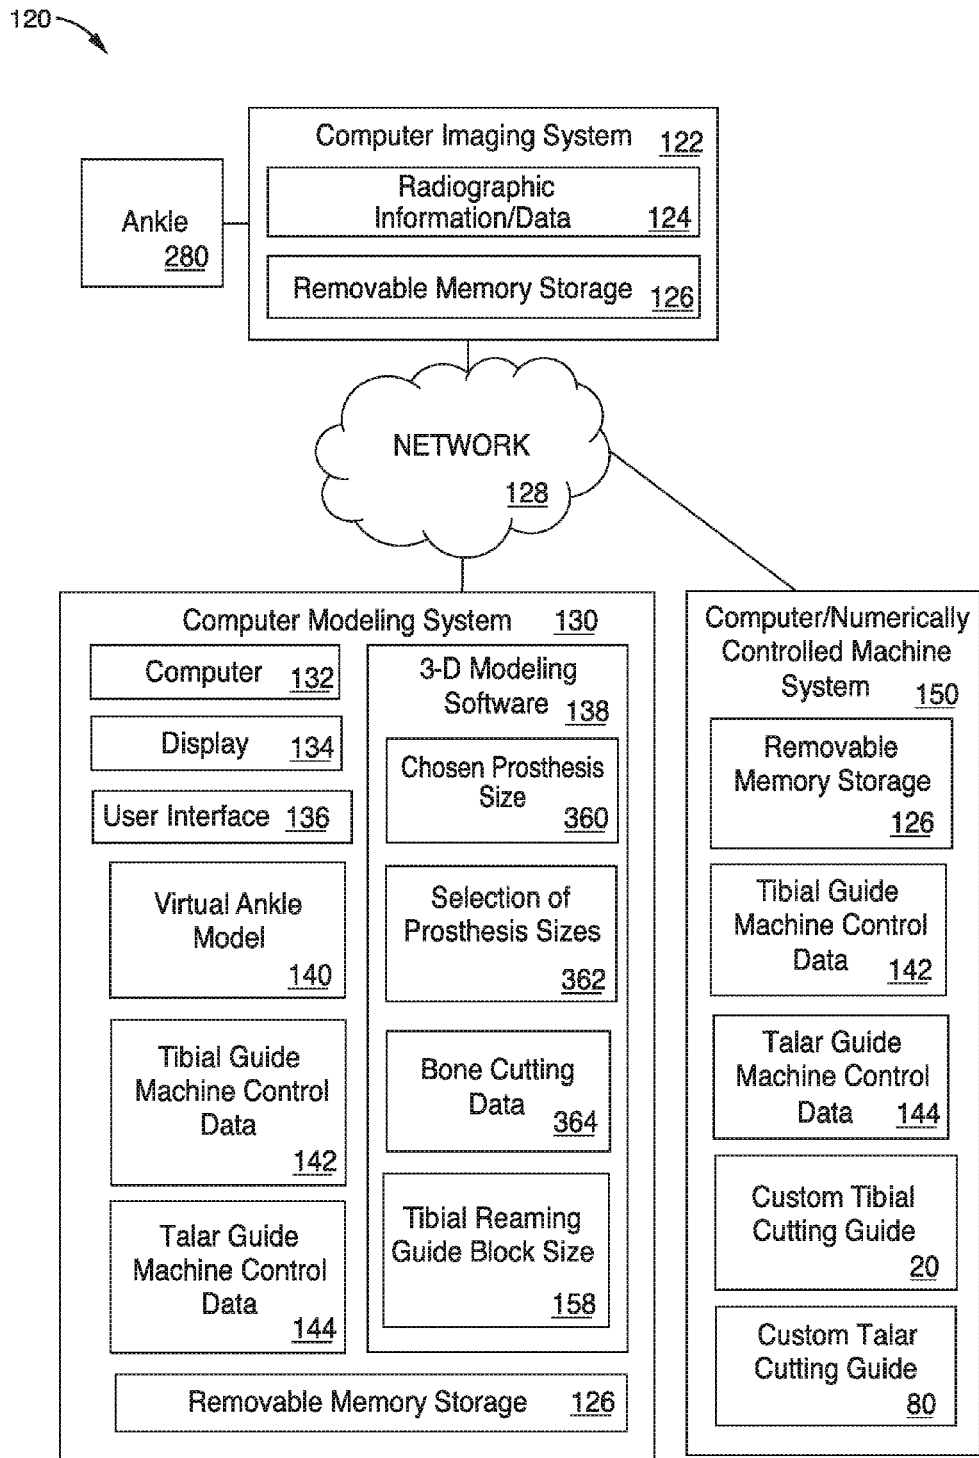 120
Computer Imaging System 122
Radiographic
Information/Data 124
Removable Memory Storage 126
Ankle
280
NETWORK
128
Computer Modeling System 130
Computer 132
Display 134
User Interface 136
Virtual Ankle
Model
140
Tibial Guide
Machine Control
Data
142
Talar Guide
Machine Control
Data
144
3-D Modeling
Software 138
Chosen Prosthesis
Size
360
Selection of
Prosthesis Sizes
362
Bone Cutting
Data
364
Tibial Reaming
Guide Block Size
158
Removable Memory Storage 126
Computer/Numerically
Controlled Machine
System 150
Removable
Memory Storage
126
Tibial Guide
Machine Control
Data 142
Talar Guide
Machine Control
Data 144
Custom Tibial
Cutting Guide
20
Custom Talar
Cutting Guide
80